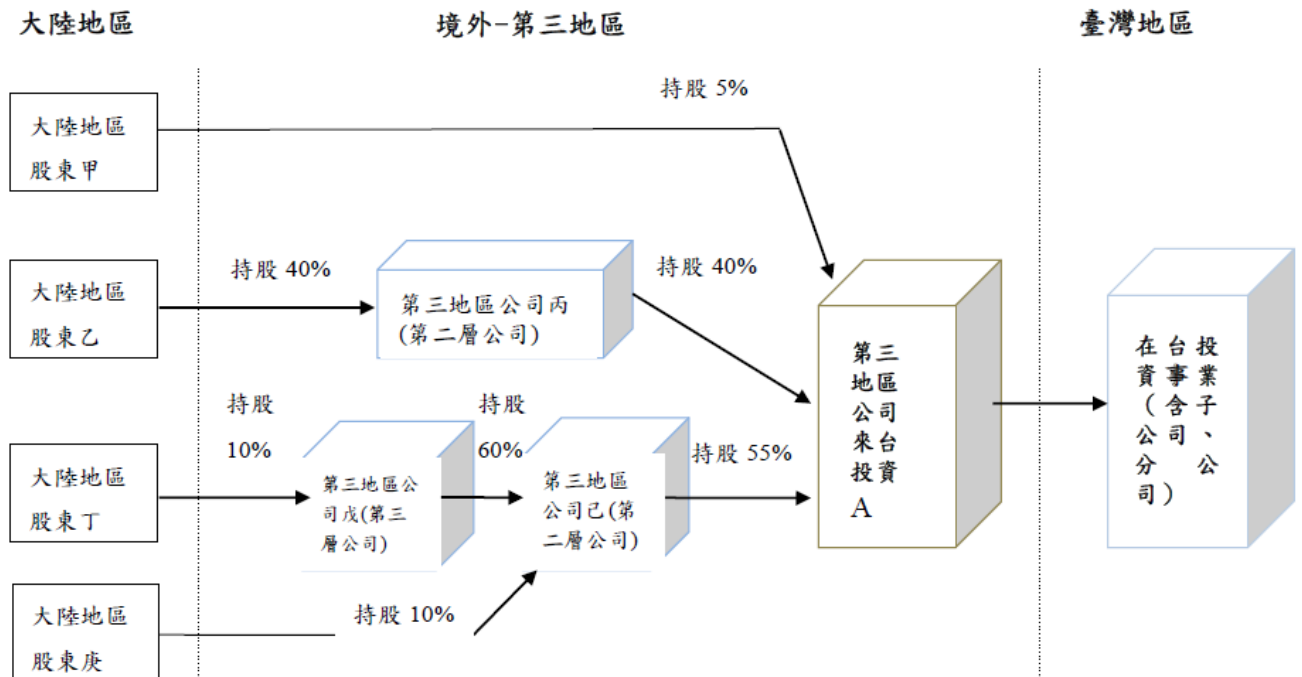 大陸地區
境外-第三地區
臺灣地區
持股 5%
大陸地區
股東甲
持股 40%
持股 40%
第三地區公司丙
(第二層公司)
大陸地區
股東乙
第三
地區
公司
來台
投資
A
在台投
資事業
（含子
公司、
分公
司）
持股
10%
持股
60%
持股 55%
大陸地區
股東丁
第三地區公
司戊(第三
層公司)
第三地區
公司己(第
二層公司)
持股 10%
大陸地區
股東庚